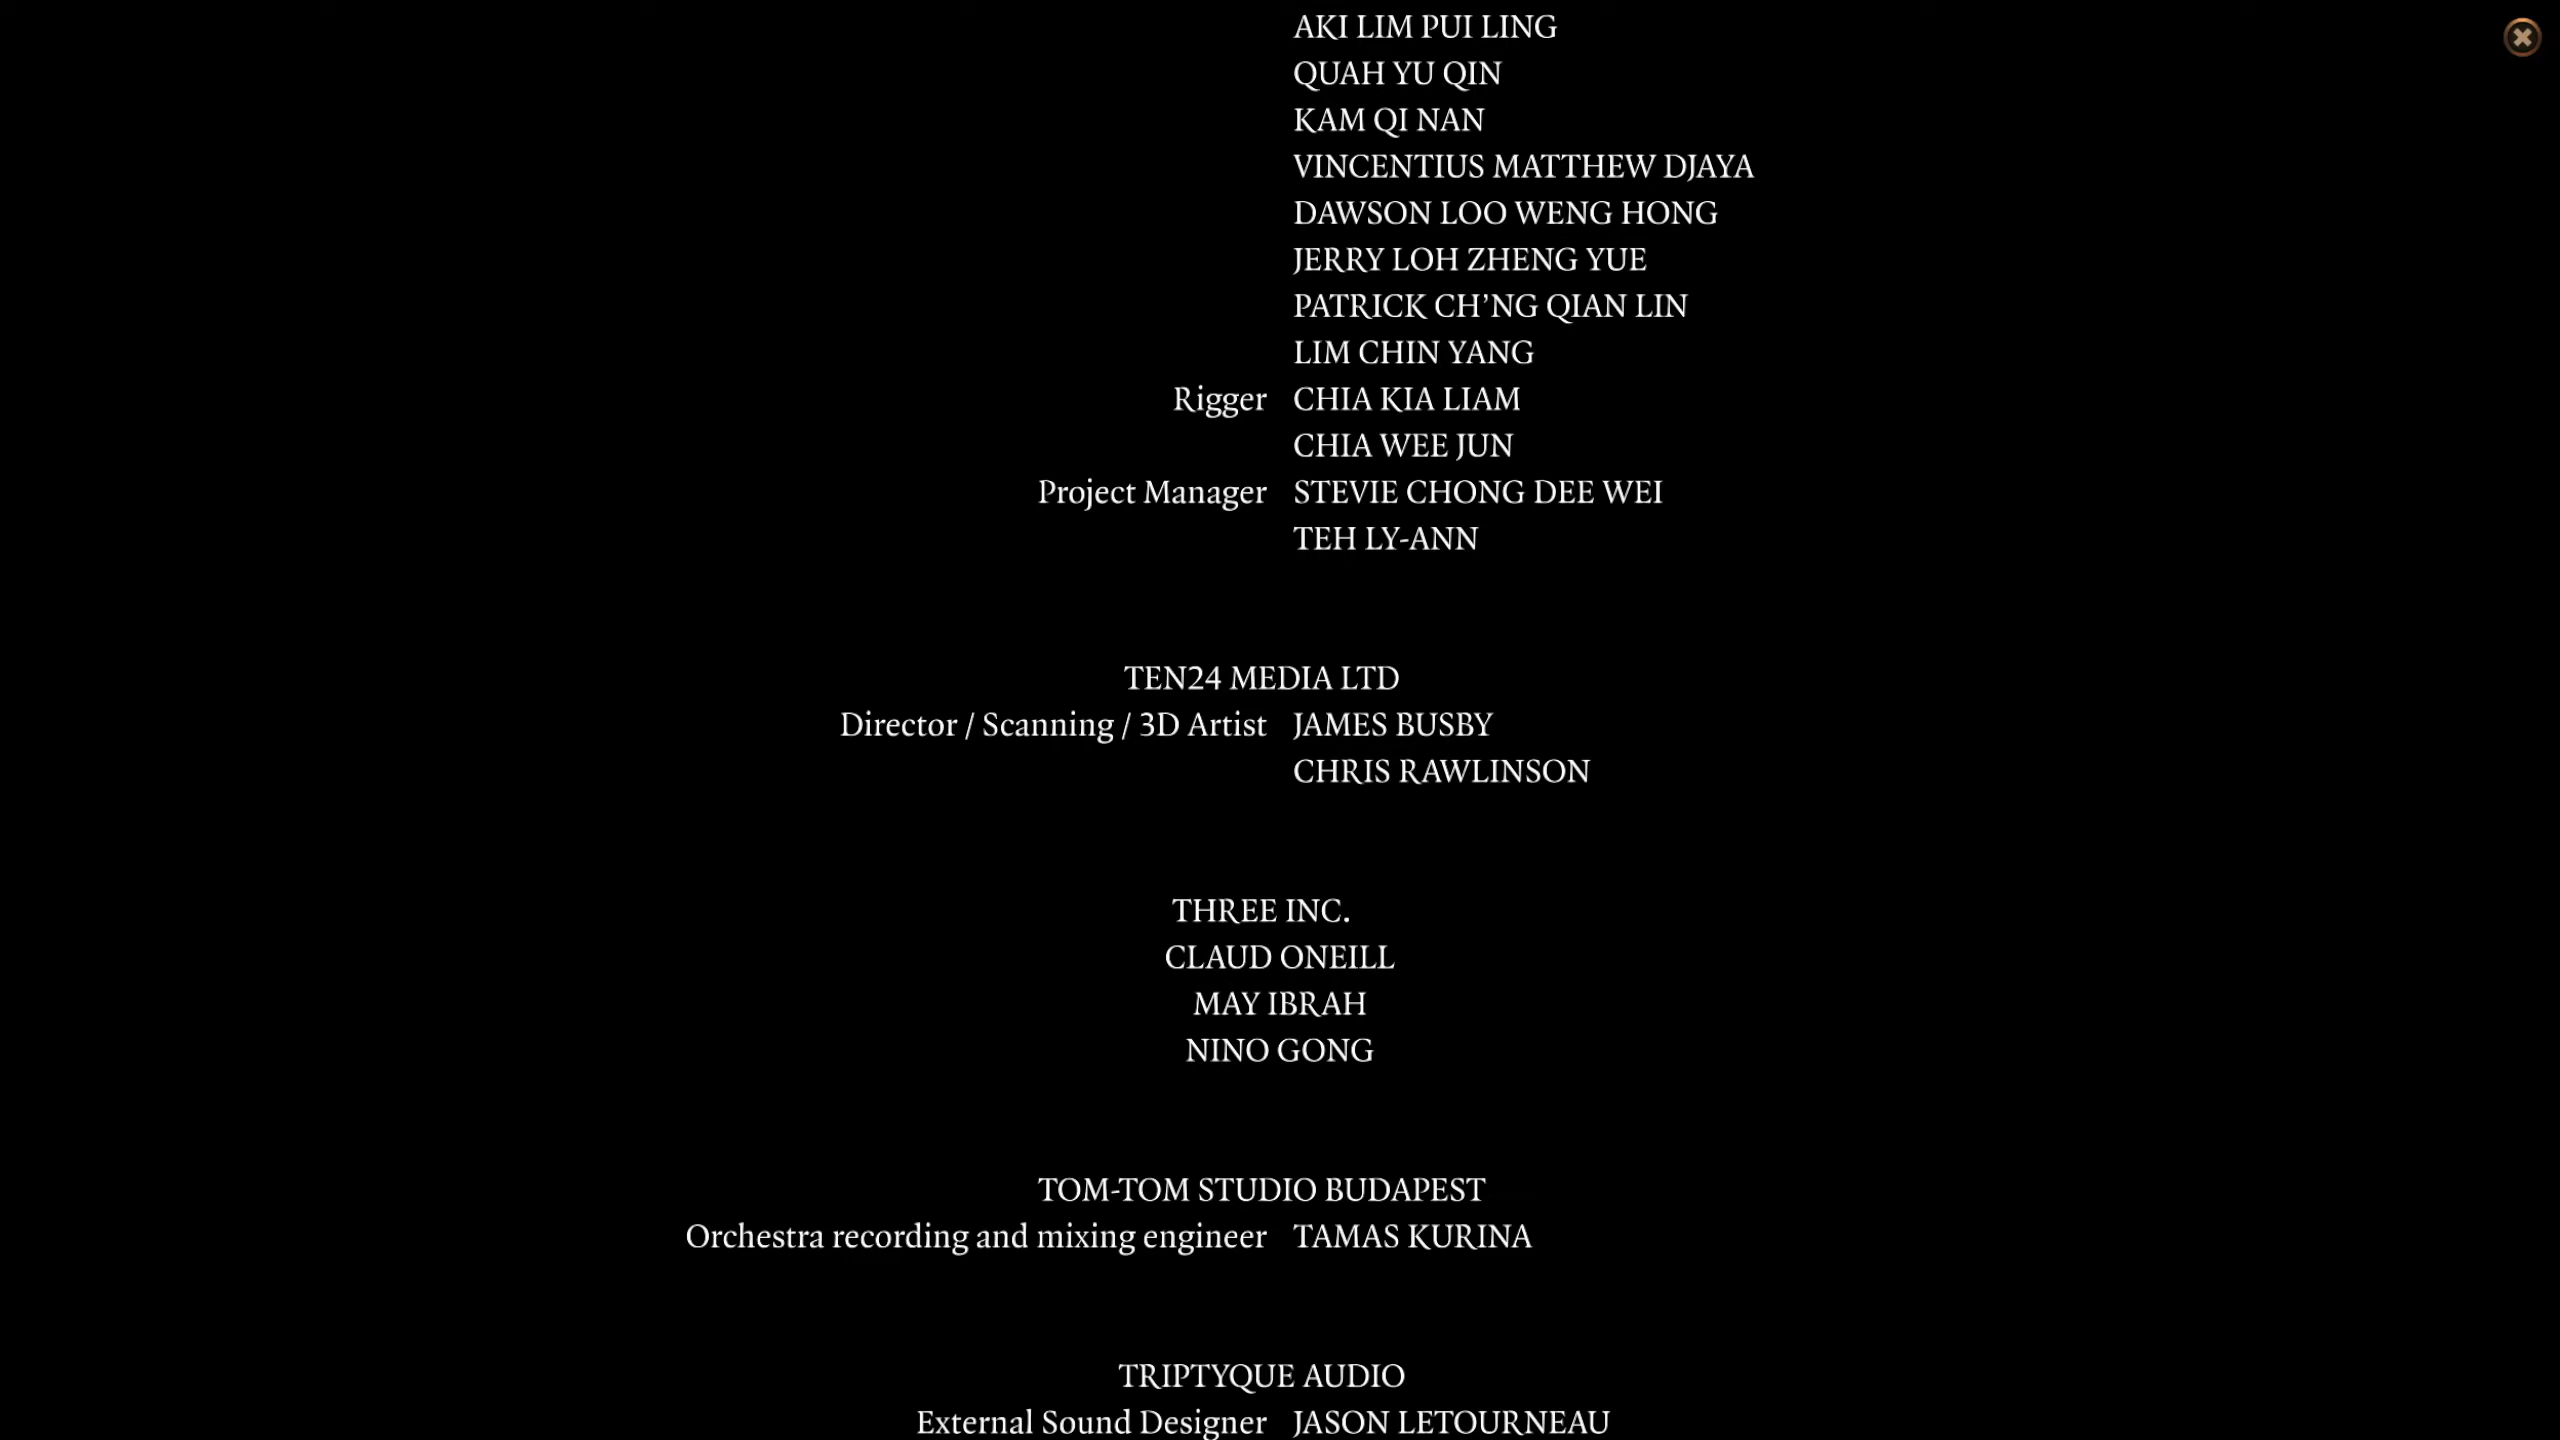 AKI LIM PUI LING
QUAH YU QIN
KAM QI NAN
VINCENTIUS MATTHEW DJAYA
DAWSON LOO WENG HONG
JERRY LOH ZHENG YUE
PATRICK CH’NG QIAN LIN
LIM CHIN YANG
Rigger CHIA KIA LIAM
CHIA WEE JUN
Project Manager STEVIE CHONG DEE WEI
TEH LY-ANN
TEN24 MEDIA LTD
Director / Scanning / 3D Artist JAMES BUSBY
CHRIS RAWLINSON
THREE INC.
CLAUD ONEILL
MAY IBRAH
NINO GONG
TOM-TOM STUDIO BUDAPEST
Orchestra recording and mixing engineer TAMAS KURINA
TRIPTYQUE AUDIO
External Sound Designer JASON LETOURNEAU